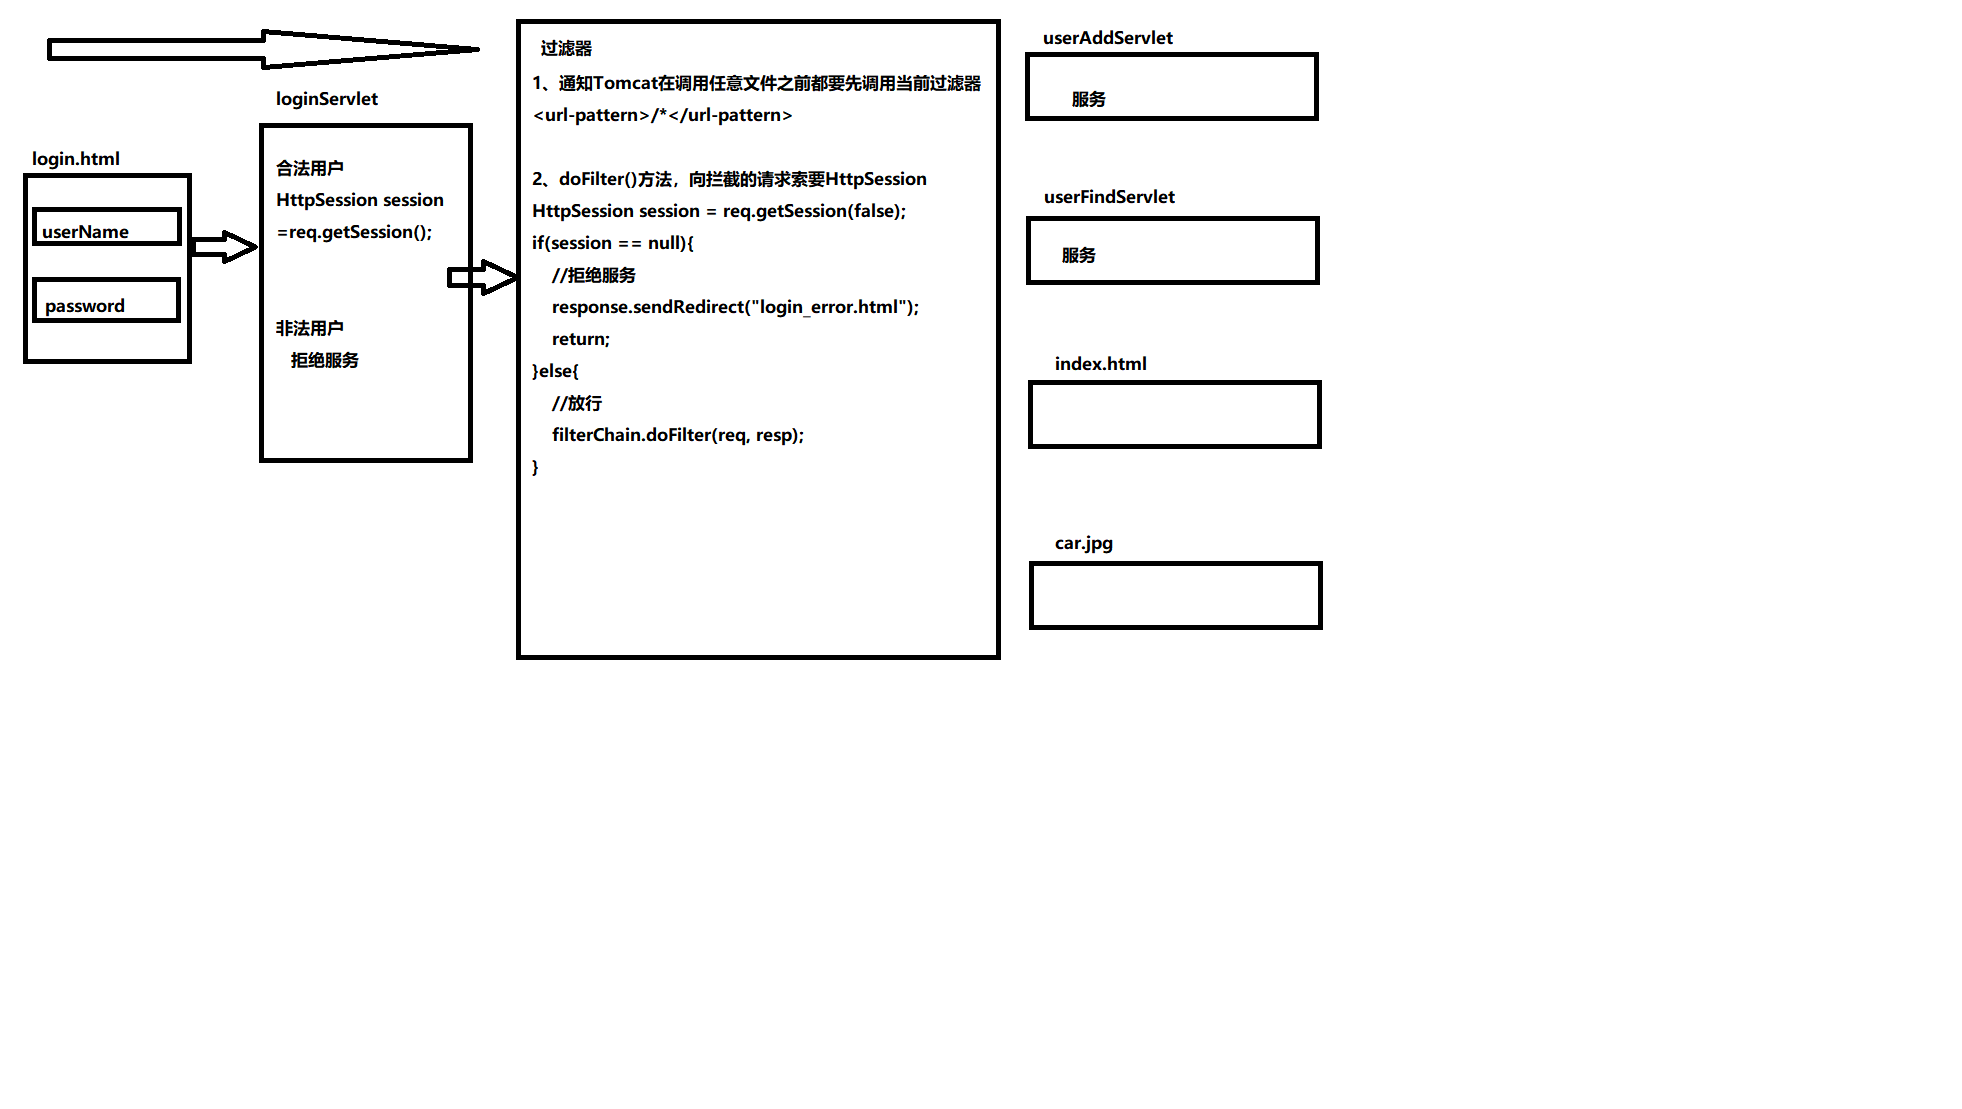 login.html
userName
password
loginServlet
合法用户
HttpSession session
=req.getSession();
非法用户
拒绝服务
过滤器
1、通知Tomcat在调用任意文件之前都要先调用当前过滤器
<url-pattern>/*</url-pattern>
2、doFilter()方法，向拦截的请求索要HttpSession
HttpSession session = req.getSession(false);
if(session == null){
//拒绝服务
response.sendRedirect("login_error.html");
return;
}else{
//放行
filterChain.doFilter(req, resp);
}
userAddServlet
服务
userFindServlet
服务
index.html
car.jpg